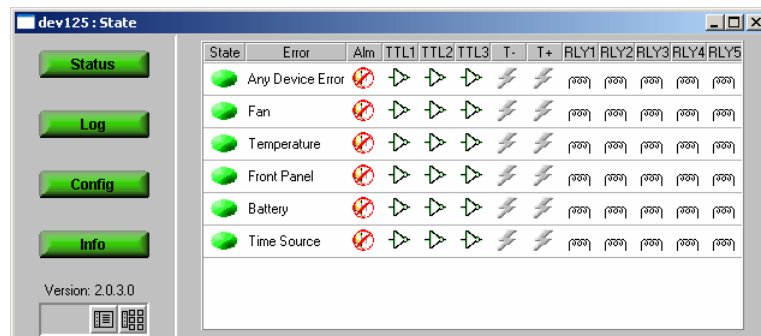 dev125 : State
Status
Log
Config
Info
Version: 2.0.3.0
State Error Alm TTL1 TTL2 TTL3 T- T+ RLY1 RLY2 RLY3 RLY4 RLY5
Any Device Error
Fan
Temperature
Front Panel
Battery
Time Source